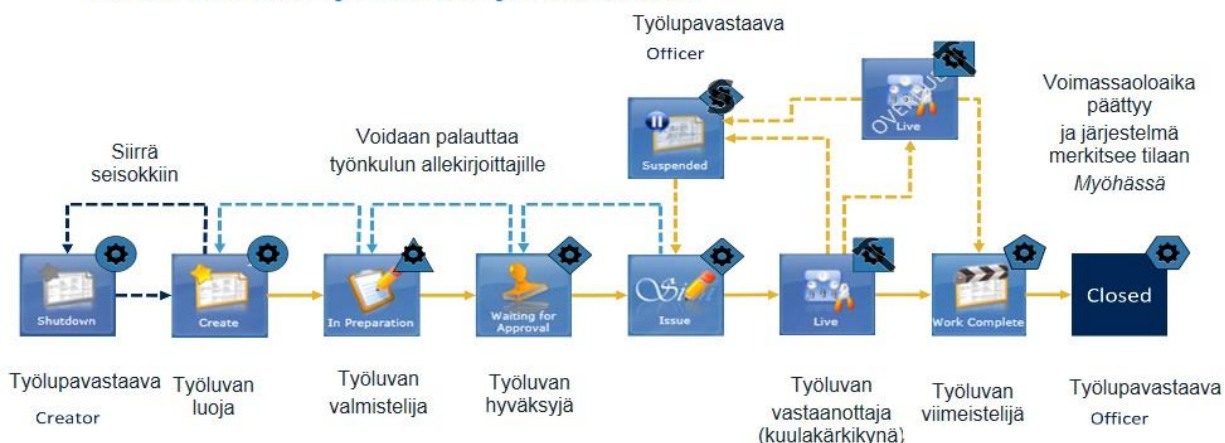 Työlupavastaava
Officer
Suspended
OVERDUE
Live
Voimassaoloaika
päättyy
ja järjestelmä
merkitsee tilaan
Myöhässä
Siirrä
seisokkiin
Voidaan palauttaa
työnkulun allekirjoittajille
Shutdown
Create
In Preparation
Waiting for
Approval
Sign
Issue
Live
Work Complete
Closed
Työlupavastaava
Creator
Työluvan
luoja
Työluvan
valmistelija
Työluvan
hyväksyjä
Työluvan
vastaanottaja
(kuulakärkikynä)
Työluvan
viimeistelijä
Työlupavastaava
Officer